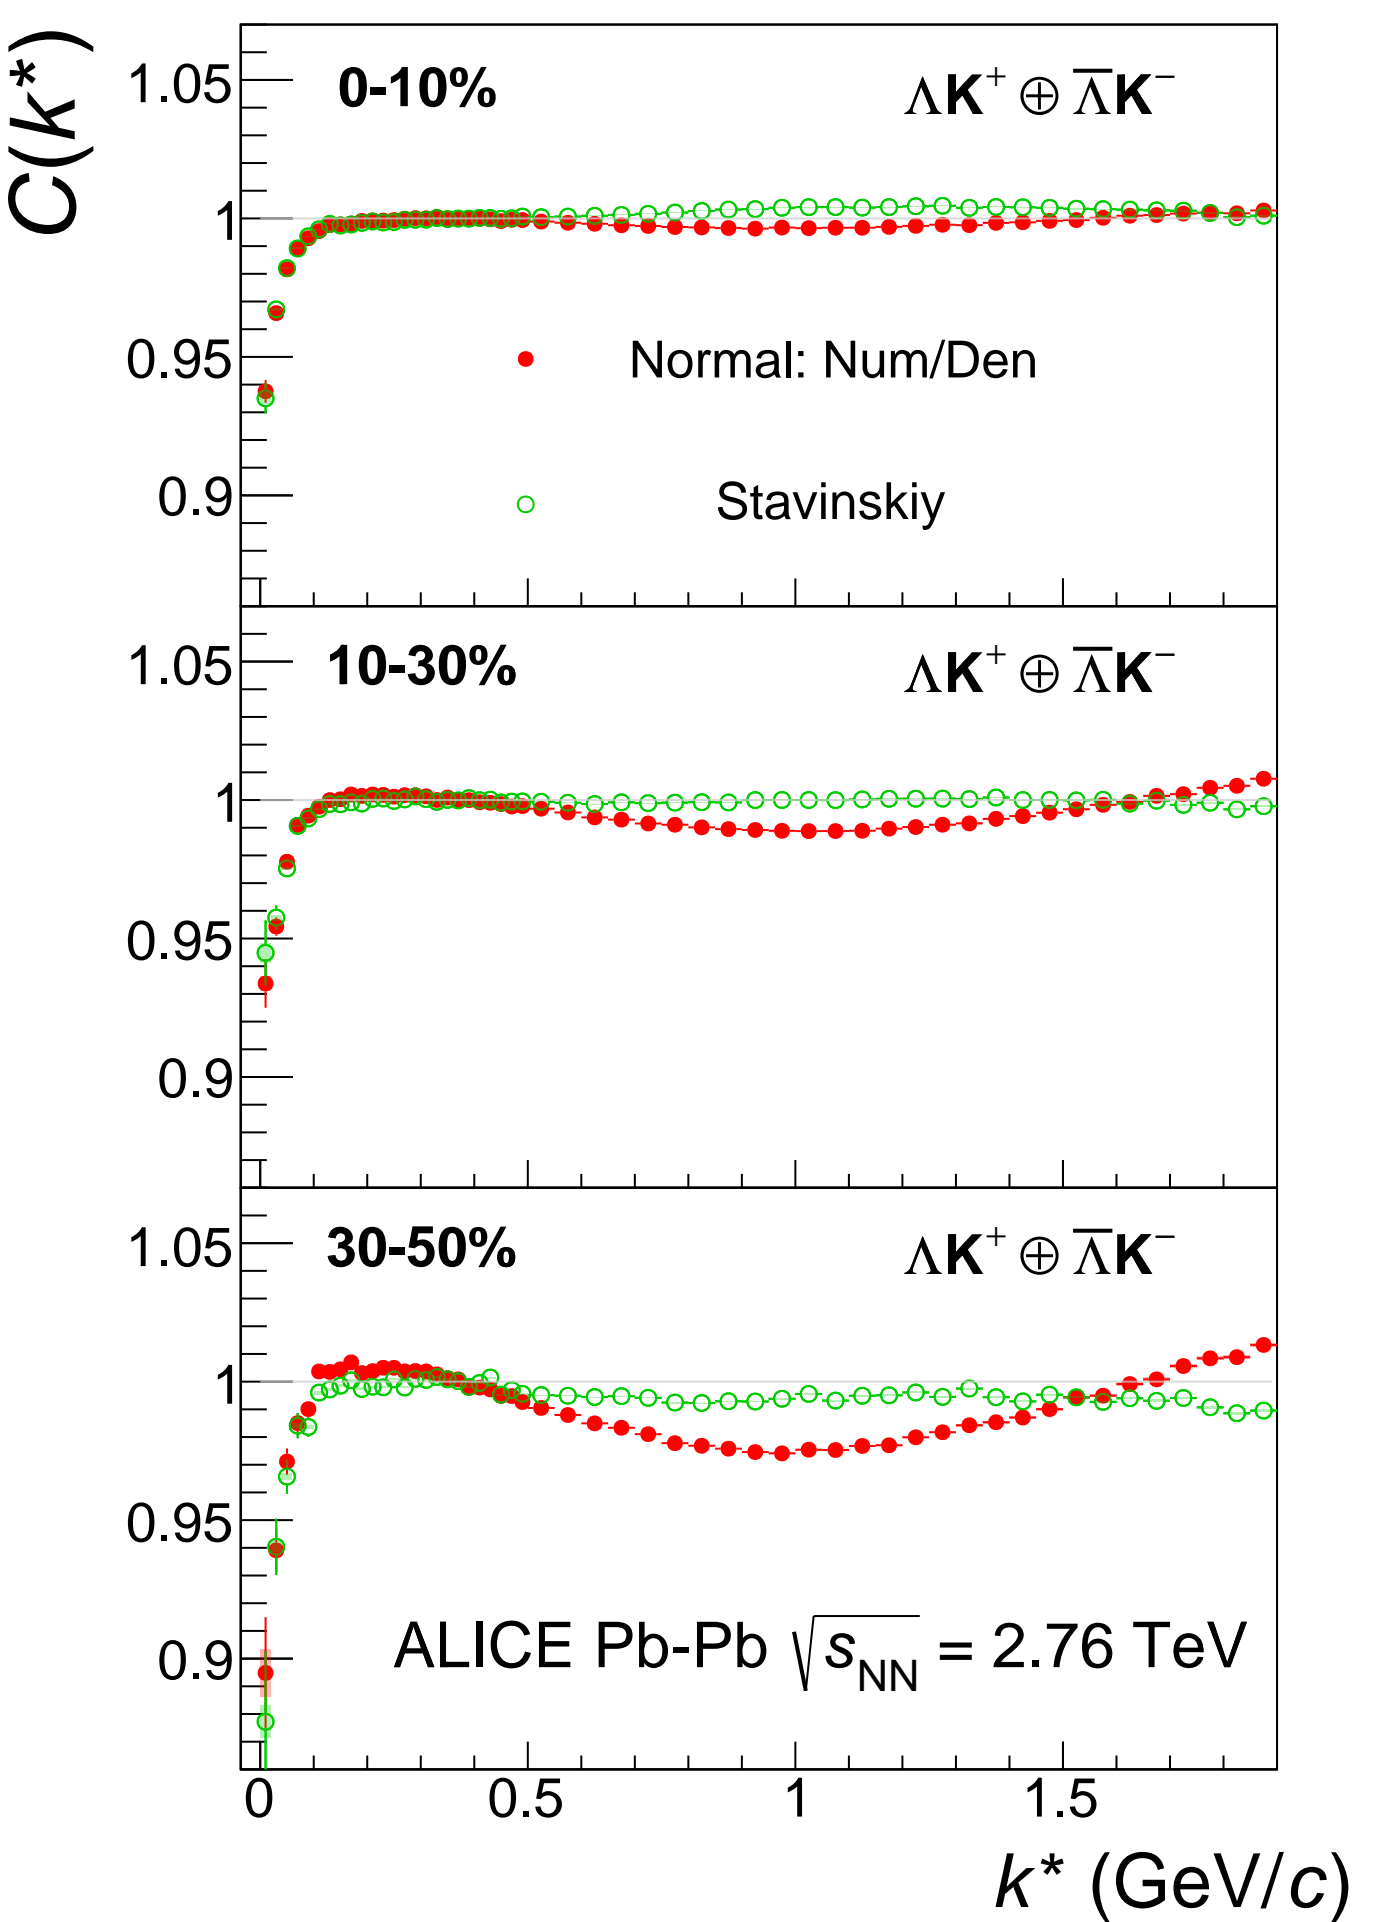 C(k*)
1.05
0-10%
ΛK⁺ ⊕ Λ̅K⁻
1
0.95
Normal: Num/Den
0.9
Stavinskiy
1.05
10-30%
ΛK⁺ ⊕ Λ̅K⁻
1
0.95
0.9
1.05
30-50%
ΛK⁺ ⊕ Λ̅K⁻
1
0.95
0.9
ALICE Pb-Pb √s_NN = 2.76 TeV
0 0.5 1 1.5
k* (GeV/c)